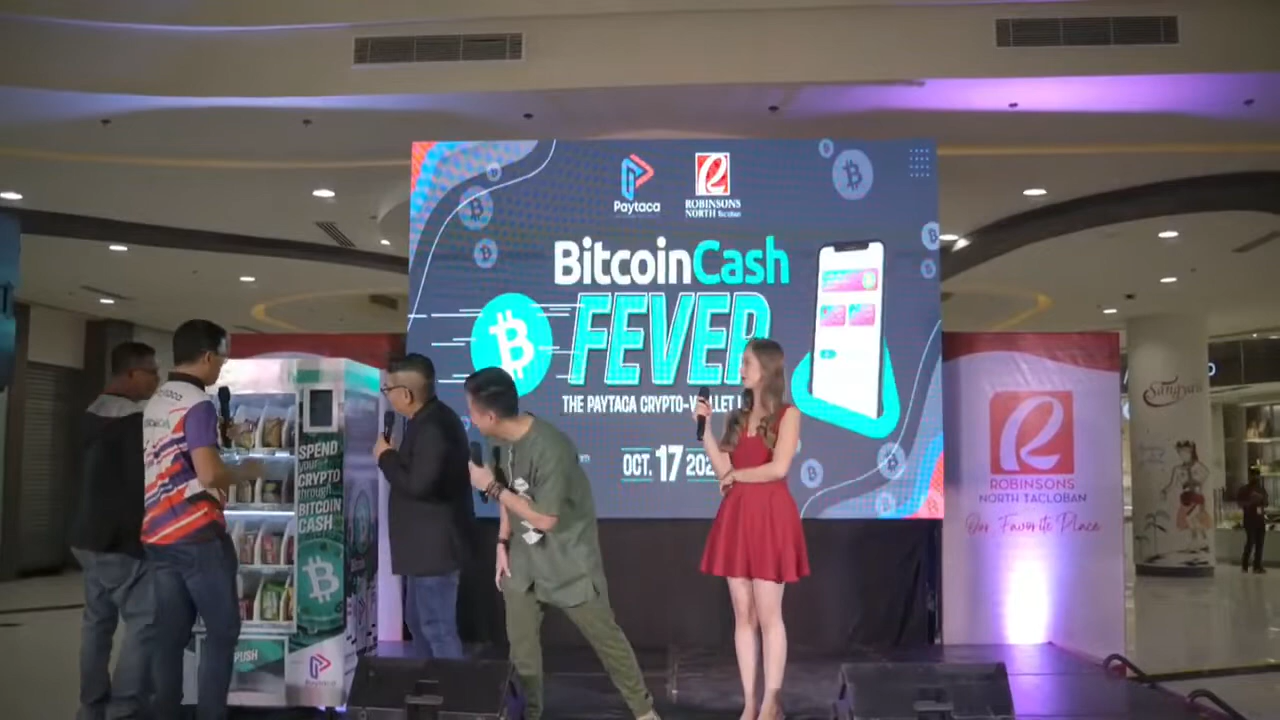 Paytaca
ROBINSONS
NORTH TACLOBAN
BitcoinCash
FEVER
THE PAYTACA CRYPTO-WALLET
OCT. 17
SPEND
your
CRYPTO
through
BITCOIN
CASH
PUSH
Paytaca
R
ROBINSONS
NORTH TACLOBAN
Our Favorite Place